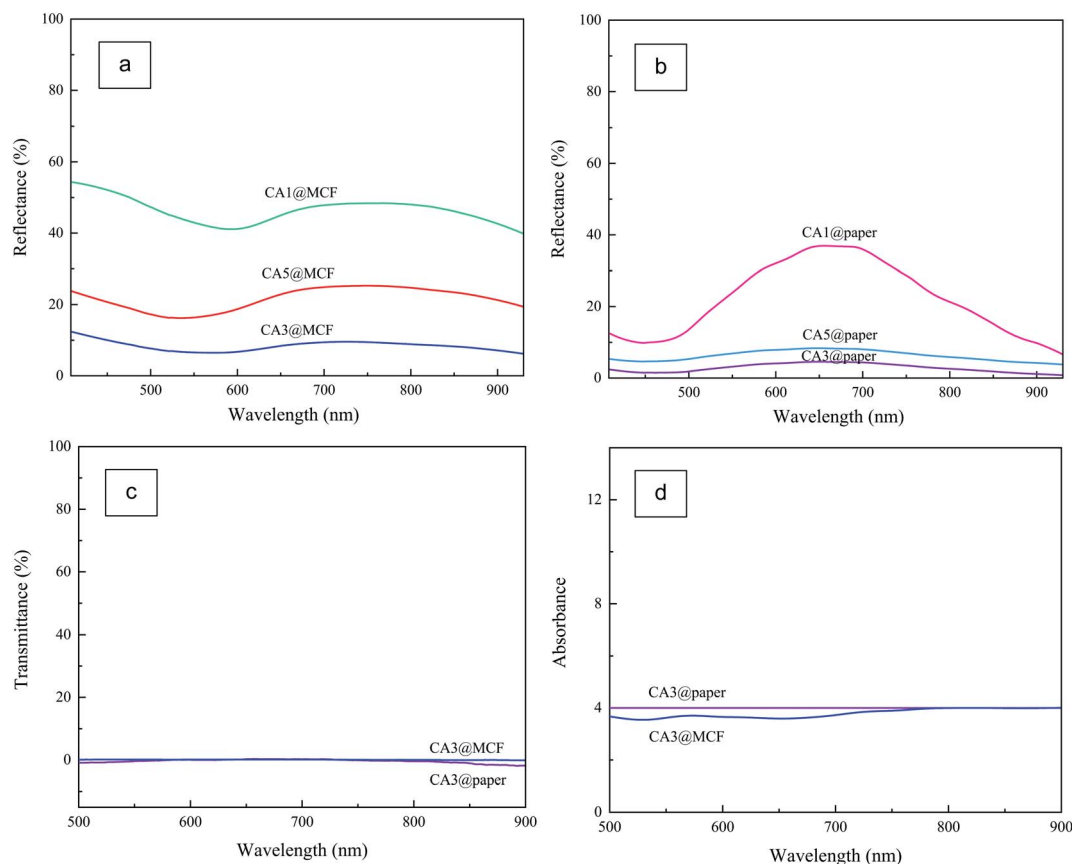 a
100
80
60
40
20
0
Reflectance (%)
CA1@MCF
CA5@MCF
CA3@MCF
500 600 700 800 900
Wavelength (nm)
b
100
80
60
40
20
0
Reflectance (%)
CA1@paper
CA5@paper
CA3@paper
500 600 700 800 900
Wavelength (nm)
c
100
80
60
40
20
0
Transmittance (%)
CA3@MCF
CA3@paper
500 600 700 800 900
Wavelength (nm)
d
12
8
4
0
Absorbance
CA3@paper
CA3@MCF
500 600 700 800 900
Wavelength (nm)